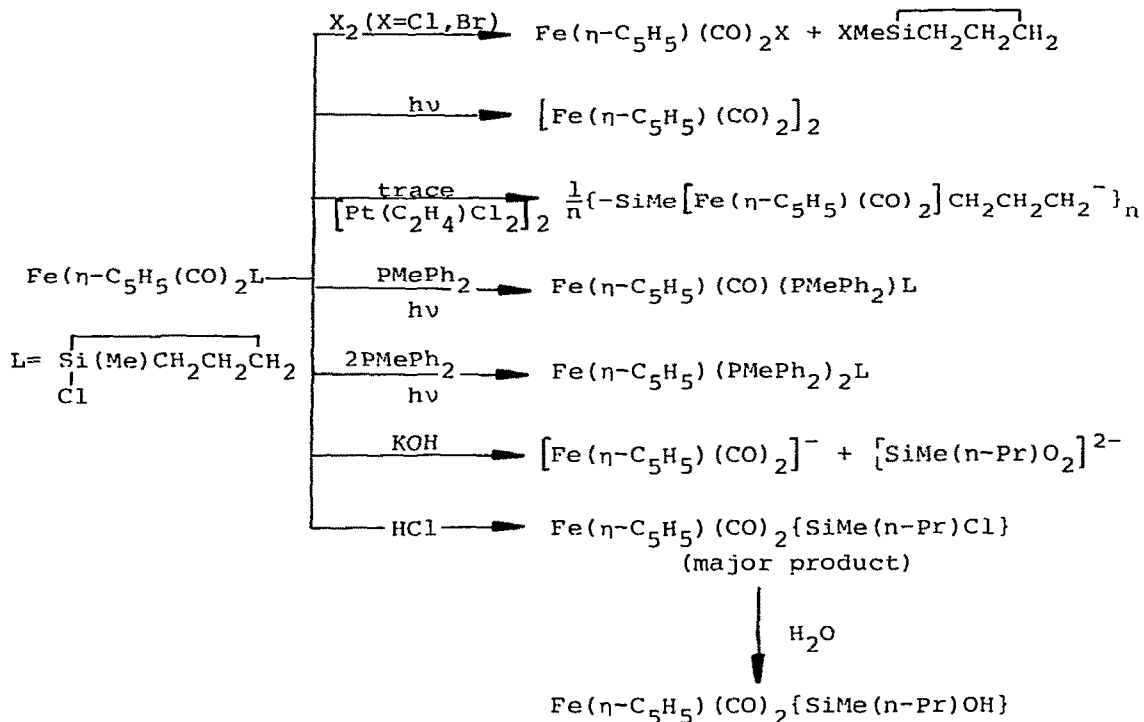 X2(X=Cl,Br)
Fe(η-C5H5)(CO)2X + XMeSiCH2CH2CH2
hν
[Fe(η-C5H5)(CO)2]2
trace
[Pt(C2H4)Cl2]2
1/n{-SiMe[Fe(η-C5H5)(CO)2]CH2CH2CH2-}n
Fe(η-C5H5(CO)2L
PMePh2
hν
Fe(η-C5H5)(CO)(PMePh2)L
L= Si(Me)CH2CH2CH2
Cl
2PMePh2
hν
Fe(η-C5H5)(PMePh2)2L
KOH
[Fe(η-C5H5)(CO)2]- + [SiMe(n-Pr)O2]2-
HCl
Fe(η-C5H5)(CO)2{SiMe(n-Pr)Cl}
(major product)
H2O
Fe(η-C5H5)(CO)2{SiMe(n-Pr)OH}